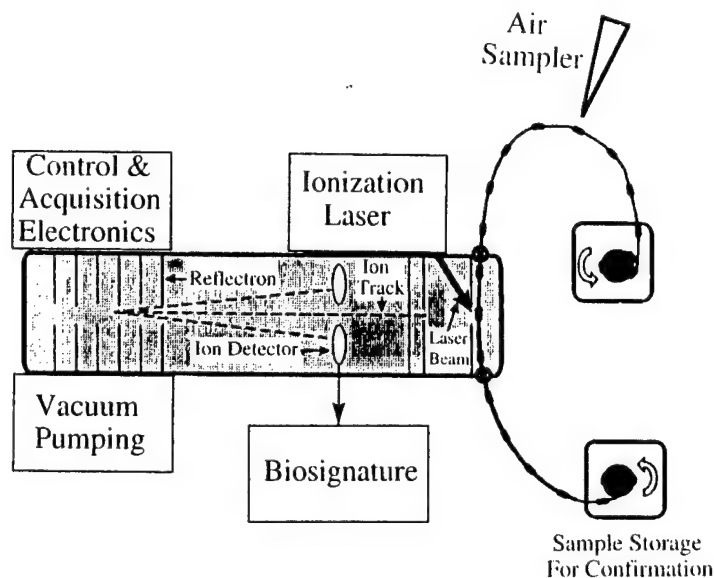 Air
Sampler
Control &
Acquisition
Electronics
Ionization
Laser
Reflectron
Ion
Track
Ion Detector
Laser
Beam
Vacuum
Pumping
Biosignature
Sample Storage
For Confirmation